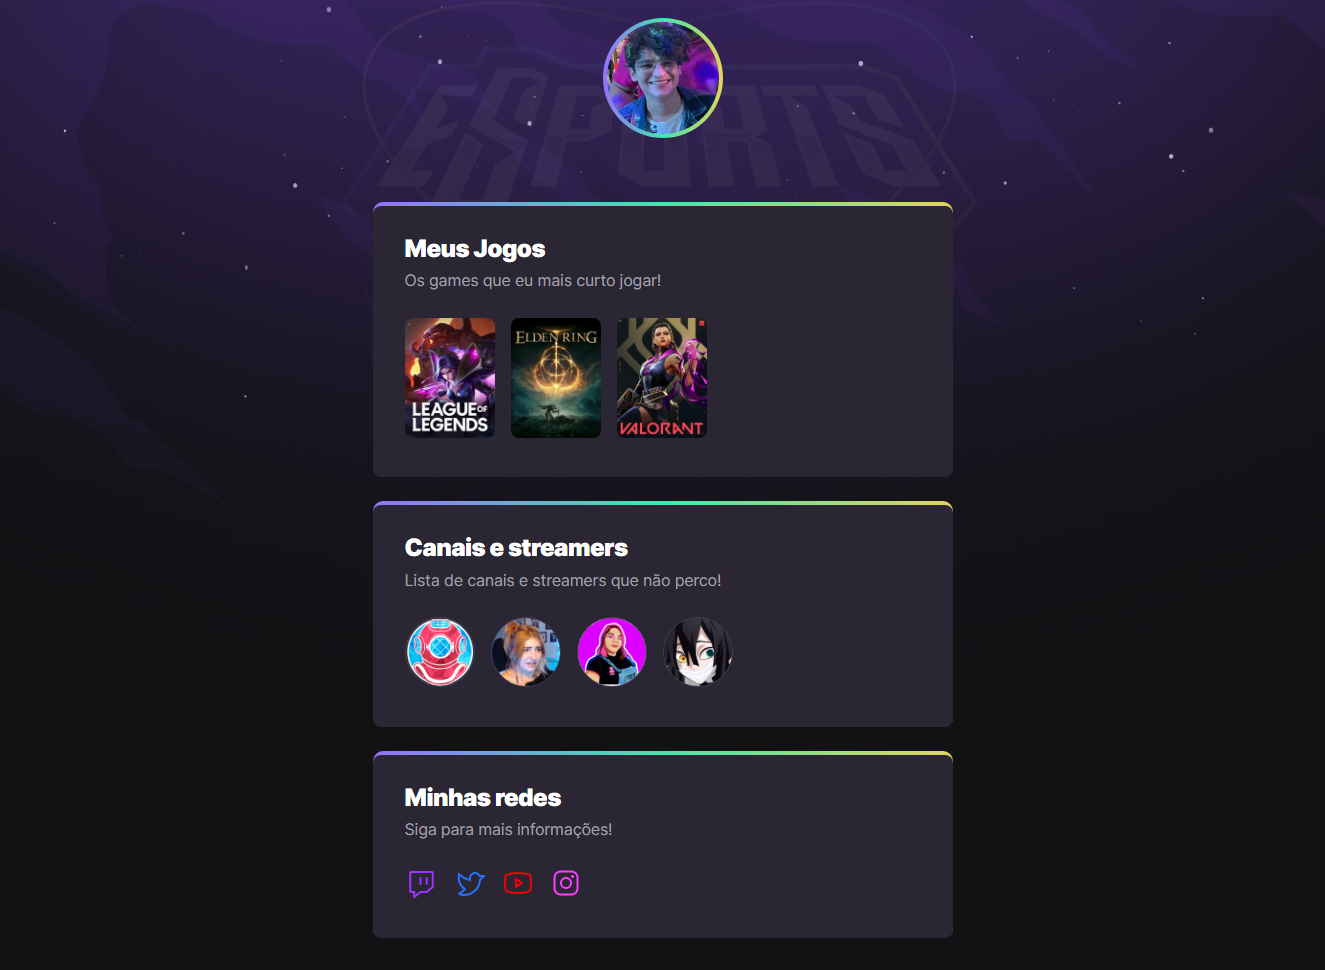 ESPORTS
Meus Jogos
Os games que eu mais curto jogar!
LEAGUE OF
LEGENDS
ELDEN RING
VALORANT
Canais e streamers
Lista de canais e streamers que não perco!
Minhas redes
Siga para mais informações!